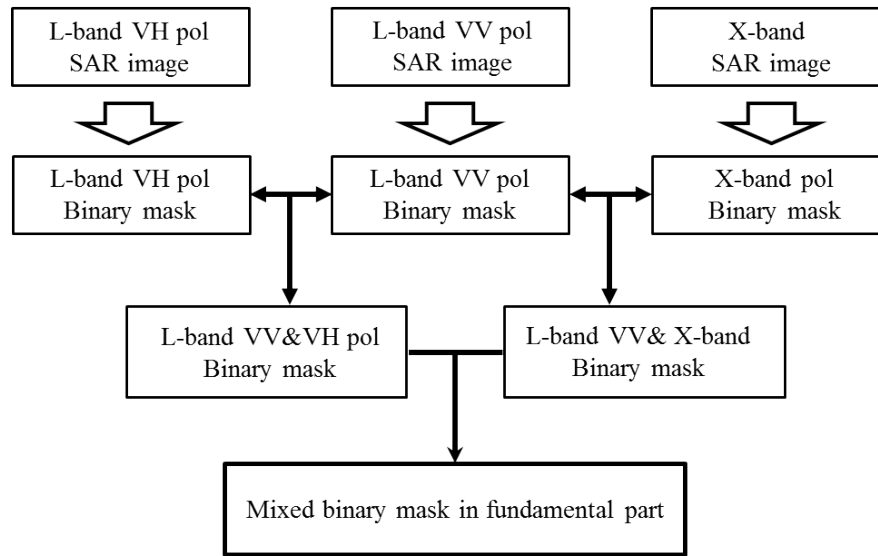 L-band VH pol
SAR image
L-band VV pol
SAR image
X-band
SAR image
L-band VH pol
Binary mask
L-band VV pol
Binary mask
X-band pol
Binary mask
L-band VV&VH pol
Binary mask
L-band VV& X-band
Binary mask
Mixed binary mask in fundamental part